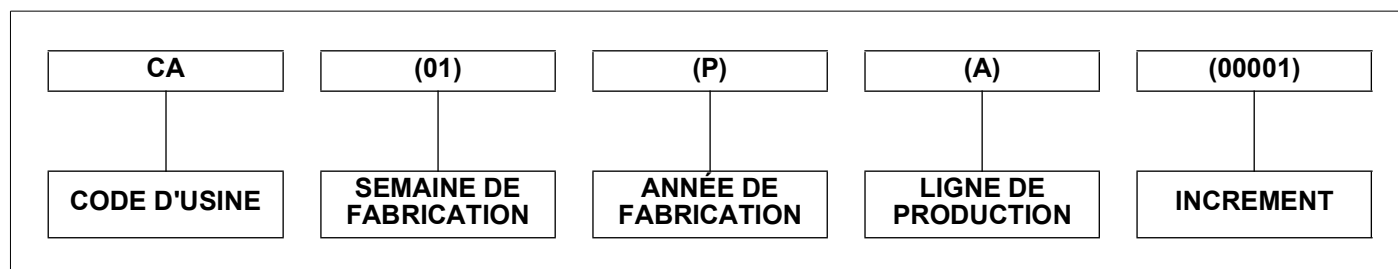 CA
(01)
(P)
(A)
(00001)
CODE D'USINE
SEMAINE DE
FABRICATION
ANNÉE DE
FABRICATION
LIGNE DE
PRODUCTION
INCREMENT